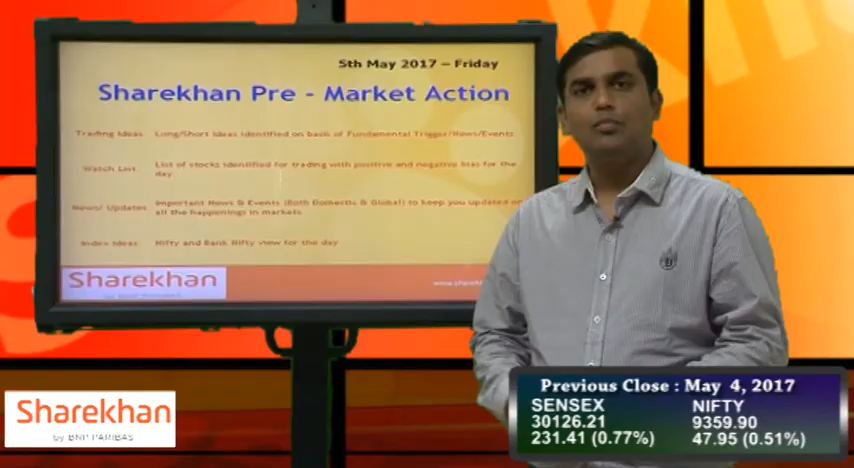 5th May 2017 – Friday
Sharekhan Pre - Market Action
Trading Ideas Long/Short Ideas Identified on basis of Fundamental Trigger/News/Events
Watch List List of stocks identified for trading with positive and negative bias for the
day
News/ Updates Important News & Events (Both Domestic & Global) to keep you updated on
all the happenings in markets
Index Ideas Nifty and Bank Nifty view for the day
Sharekhan
by BNP PARIBAS
Sharekhan
by BNP PARIBAS
Previous Close : May 4, 2017
SENSEX NIFTY
30126.21 9359.90
231.41 (0.77%) 47.95 (0.51%)